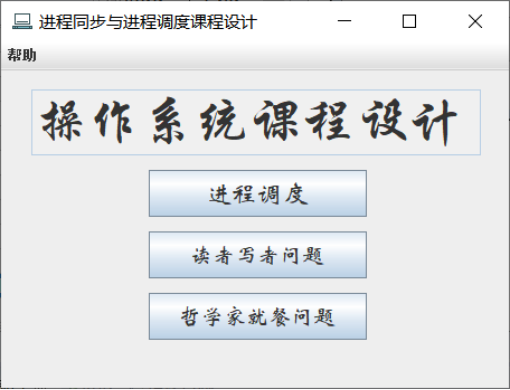 进程同步与进程调度课程设计
帮助
操作系统课程设计
进程调度
读者写者问题
哲学家就餐问题